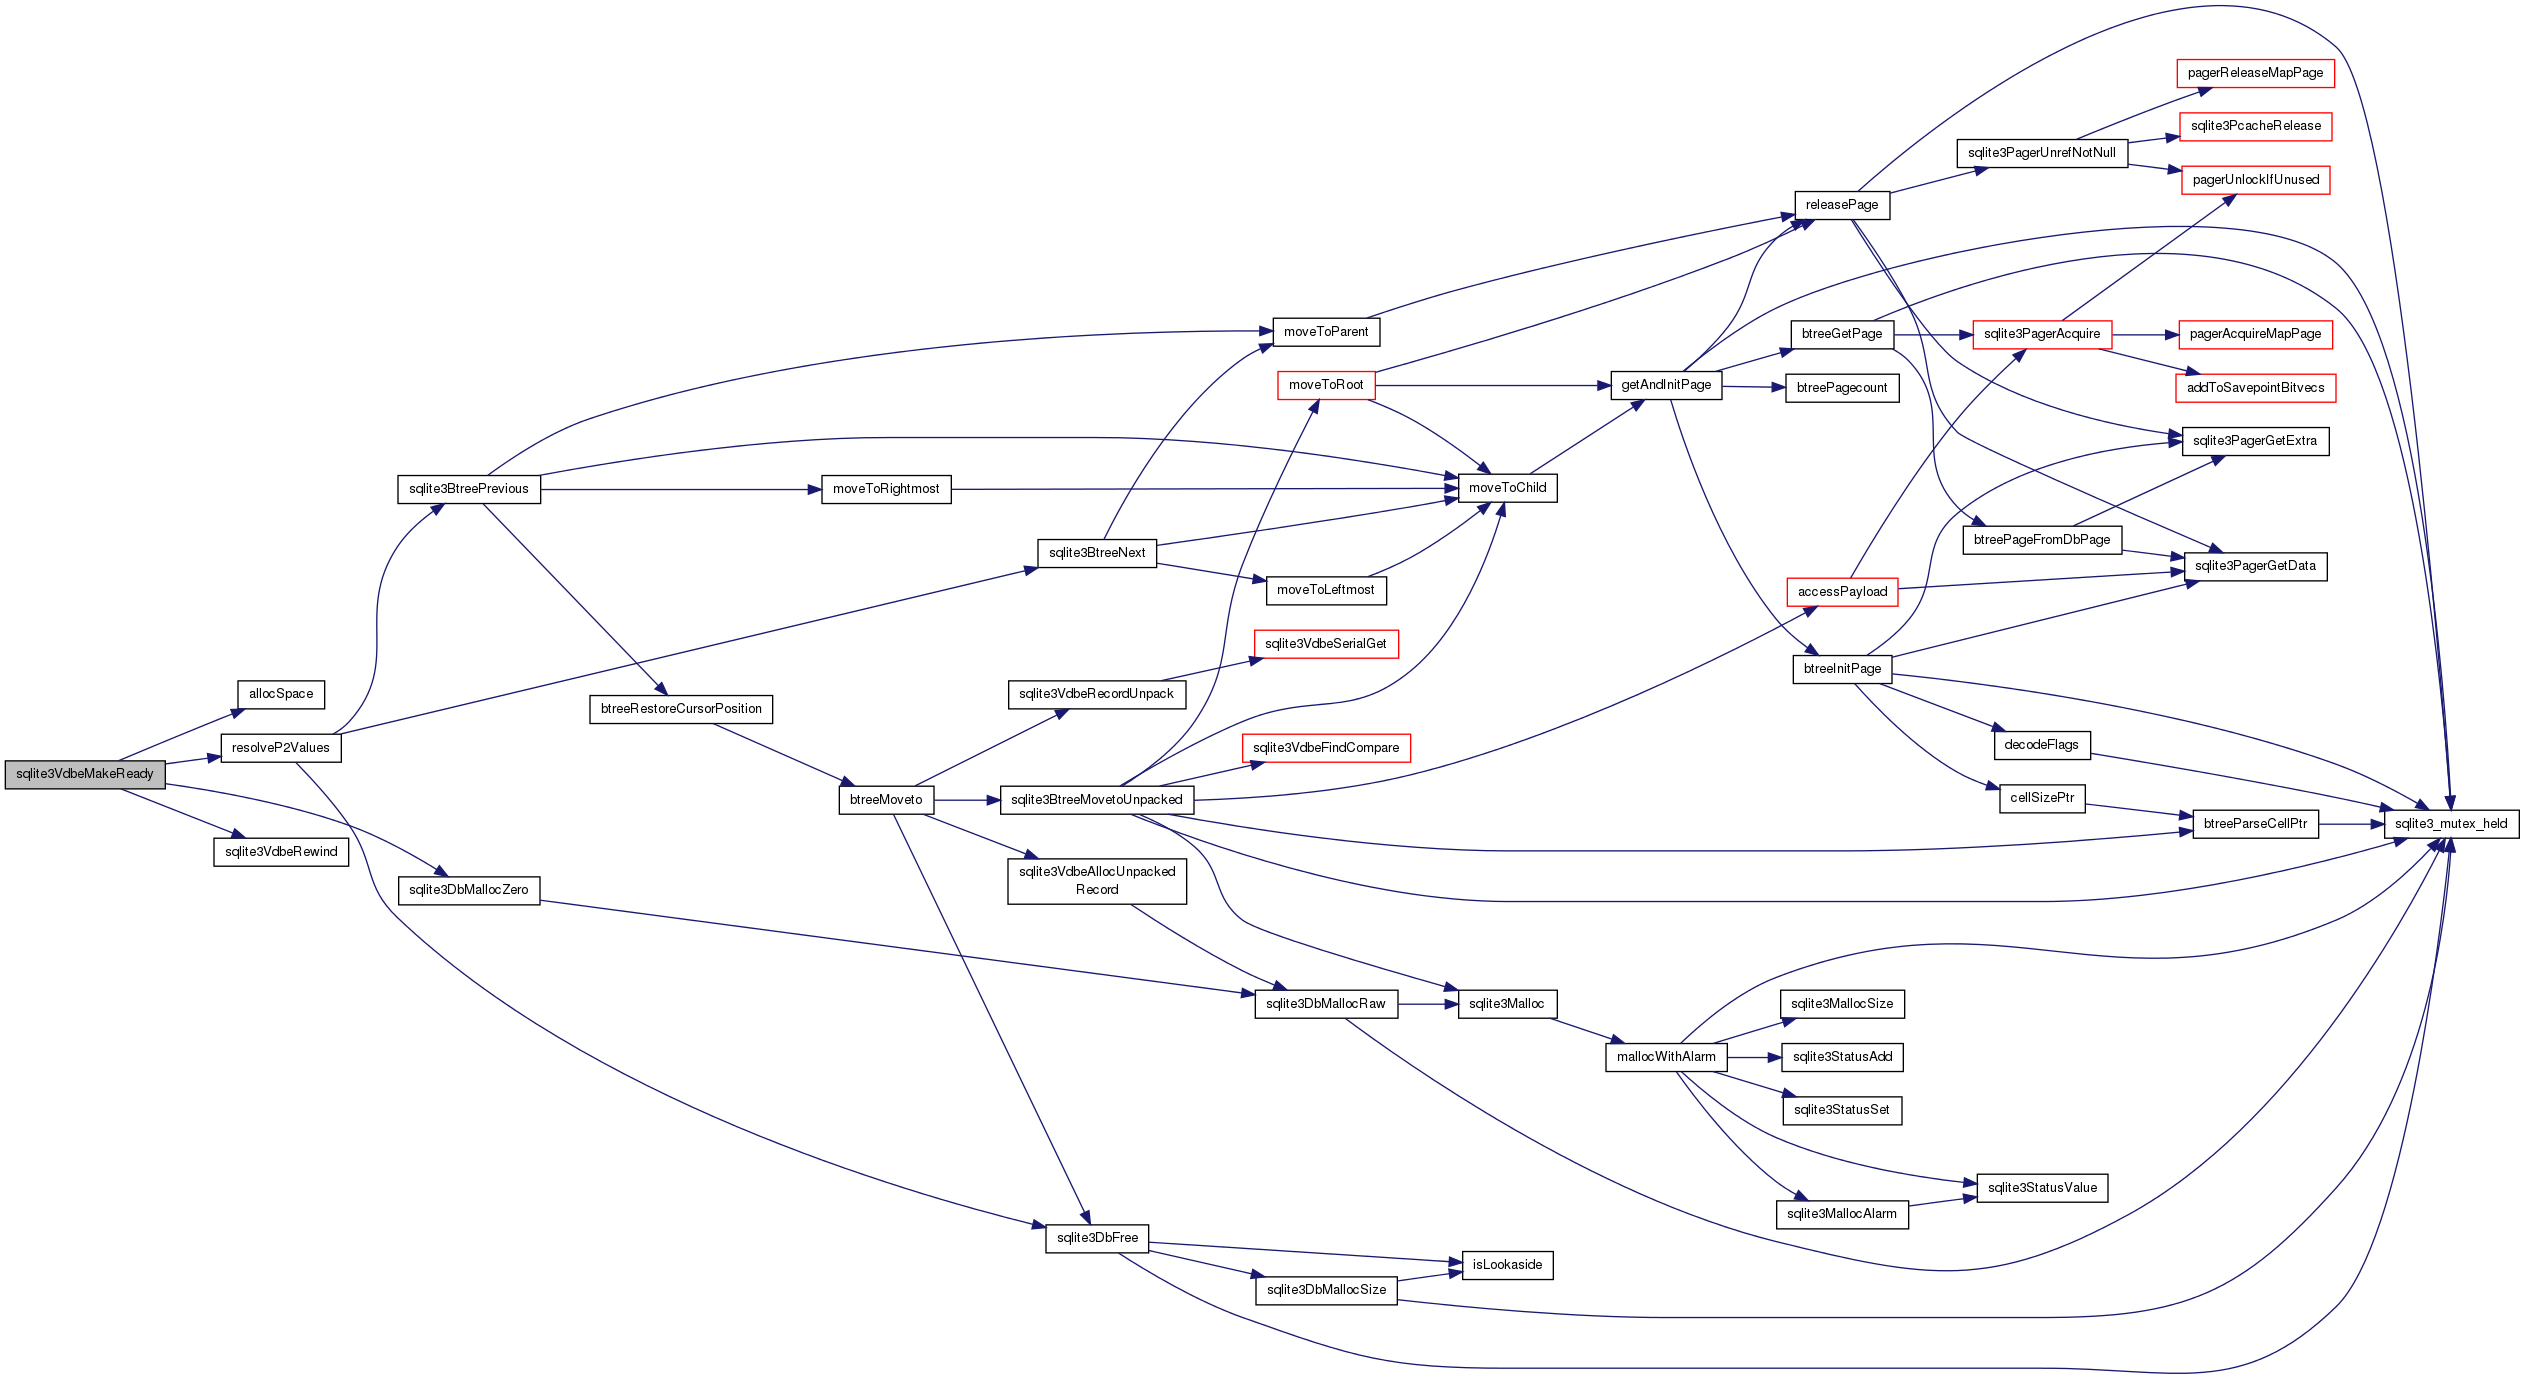 sqlite3VdbeMakeReady
allocSpace
resolveP2Values
sqlite3VdbeRewind
sqlite3BtreePrevious
sqlite3DbMallocZero
btreeRestoreCursorPosition
moveToRightmost
btreeMoveto
sqlite3BtreeNext
sqlite3VdbeRecordUnpack
sqlite3BtreeMovetoUnpacked
sqlite3VdbeAllocUnpacked
Record
sqlite3DbFree
moveToParent
moveToRoot
moveToLeftmost
sqlite3VdbeSerialGet
sqlite3VdbeFindCompare
sqlite3DbMallocRaw
sqlite3DbMallocSize
moveToChild
sqlite3Malloc
isLookaside
getAndInitPage
mallocWithAlarm
releasePage
btreeGetPage
btreePagecount
accessPayload
btreeInitPage
sqlite3MallocSize
sqlite3StatusAdd
sqlite3StatusSet
sqlite3MallocAlarm
sqlite3PagerUnrefNotNull
sqlite3PagerAcquire
btreePageFromDbPage
decodeFlags
cellSizePtr
sqlite3StatusValue
pagerReleaseMapPage
sqlite3PcacheRelease
pagerUnlockIfUnused
pagerAcquireMapPage
addToSavepointBitvecs
sqlite3PagerGetExtra
sqlite3PagerGetData
btreeParseCellPtr
sqlite3_mutex_held